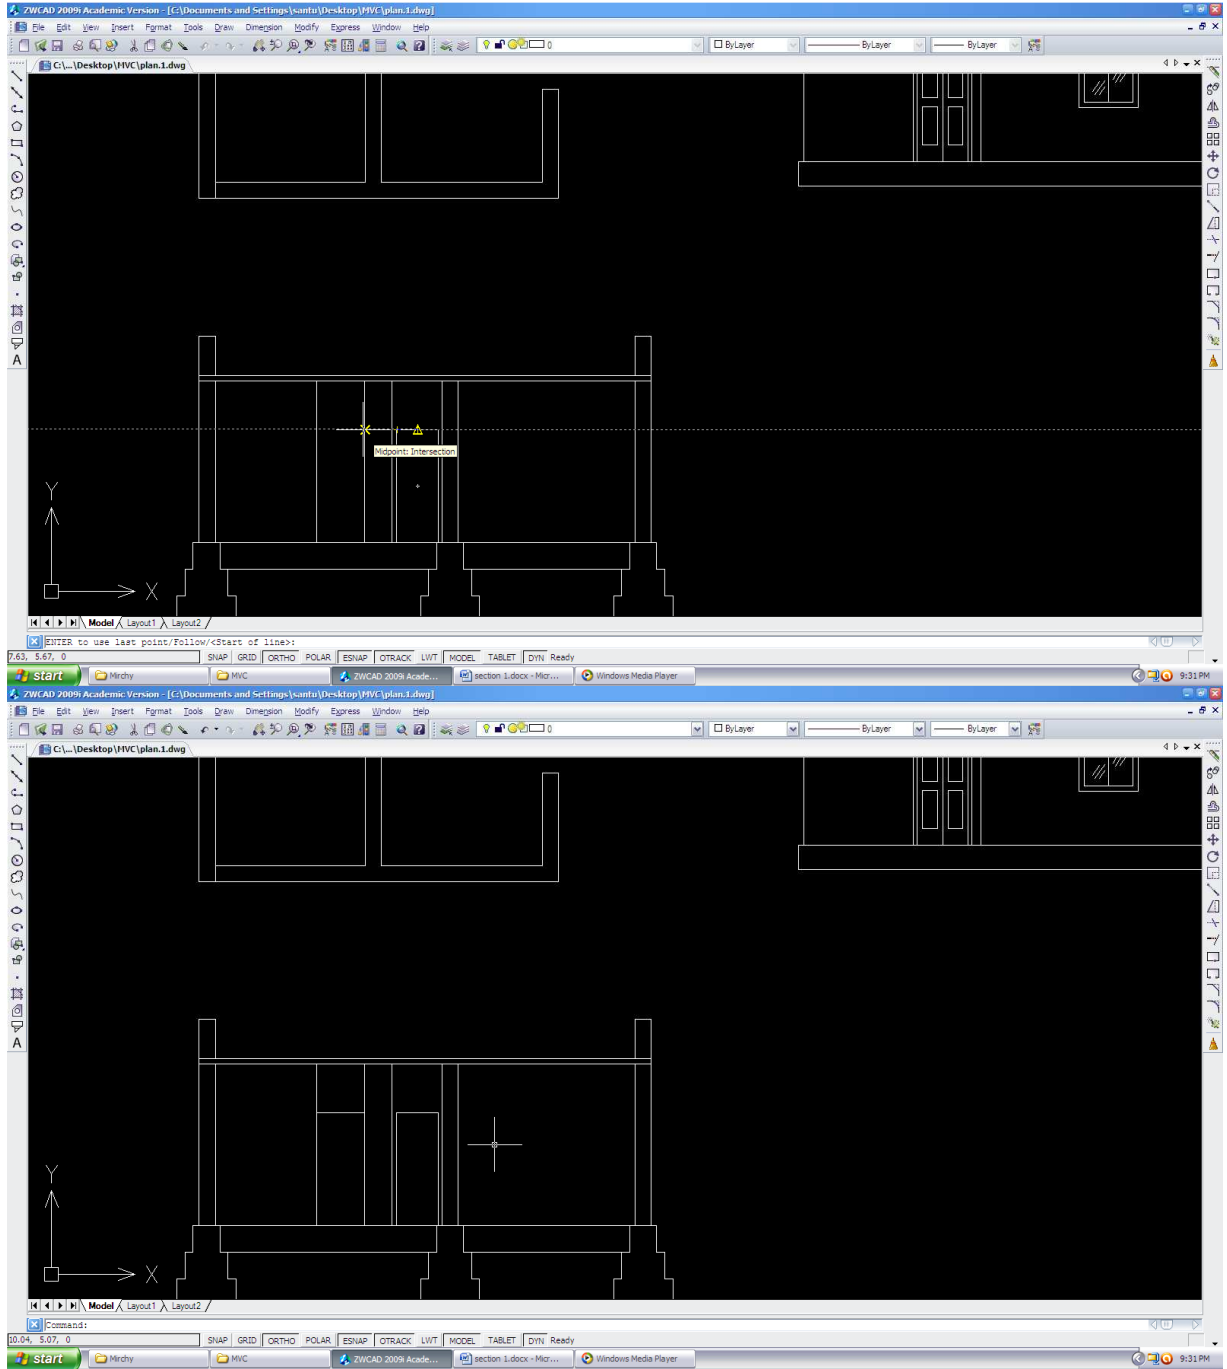 ZWCAD 2009i Academic Version - [C:\Documents and Settings\santu\Desktop\MVC\plan.1.dwg]
File Edit View Insert Format Tools Draw Dimension Modify Express Window Help
0 ByLayer ByLayer ByLayer
C:\...\Desktop\MVC\plan.1.dwg
A
Midpoint: Intersection
Y
X
Model Layout1 Layout2
ENTER to use last point/Follow/<Start of line>:
7.63, 5.67, 0 SNAP GRID ORTHO POLAR ESNAP OTRACK LWT MODEL TABLET DYN Ready
start Mirchy MVC ZWCAD 2009i Acade... section 1.docx - Micr... Windows Media Player 9:31 PM
ZWCAD 2009i Academic Version - [C:\Documents and Settings\santu\Desktop\MVC\plan.1.dwg]
File Edit View Insert Format Tools Draw Dimension Modify Express Window Help
0 ByLayer ByLayer ByLayer
C:\...\Desktop\MVC\plan.1.dwg
A
Y
X
Model Layout1 Layout2
Command:
10.04, 5.07, 0 SNAP GRID ORTHO POLAR ESNAP OTRACK LWT MODEL TABLET DYN Ready
start Mirchy MVC ZWCAD 2009i Acade... section 1.docx - Micr... Windows Media Player 9:31 PM